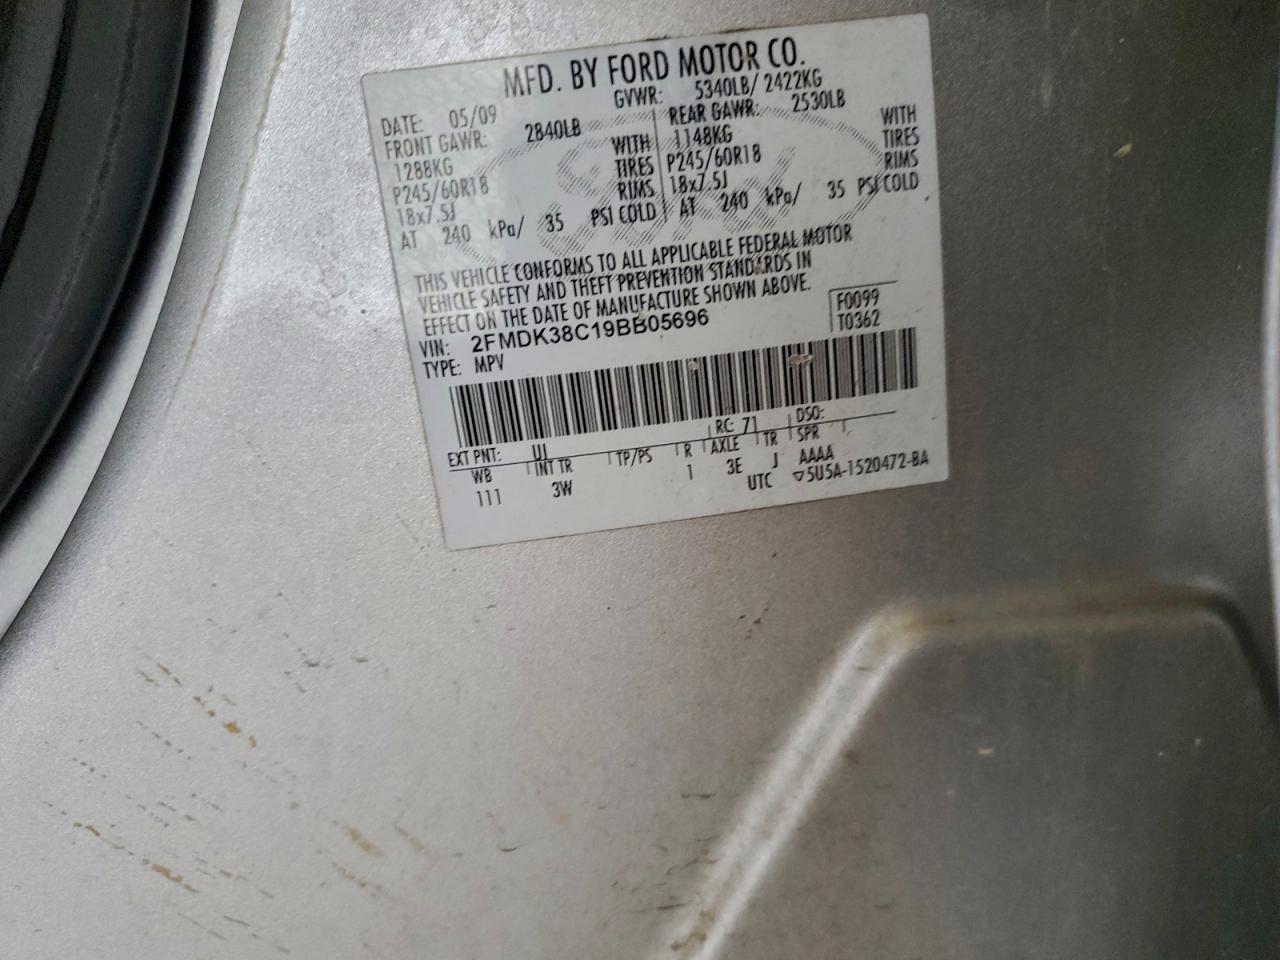 MFD. BY FORD MOTOR CO.
DATE: 05/09 GVWR: 5340LB/ 2422KG
FRONT GAWR: 2840LB REAR GAWR: 2530LB
1288KG WITH 1148KG WITH
P245/60R18 TIRES P245/60R18 TIRES
18x7.5J RIMS 18x7.5J RIMS
AT 240 kPa/ 35 PSI COLD AT 240 kPa/ 35 PSI COLD
THIS VEHICLE CONFORMS TO ALL APPLICABLE FEDERAL MOTOR
VEHICLE SAFETY AND THEFT PREVENTION STANDARDS IN
EFFECT ON THE DATE OF MANUFACTURE SHOWN ABOVE.
F0099
VIN: 2FMDK38C19BB05696 T0362
TYPE: MPV
EXT PNT: UJ RC: 71 DSO:
WB INT TR TP/PS R AXLE TR SPR
111 3W 1 3E J AAAA
UTC ▽5U5A-1520472-BA